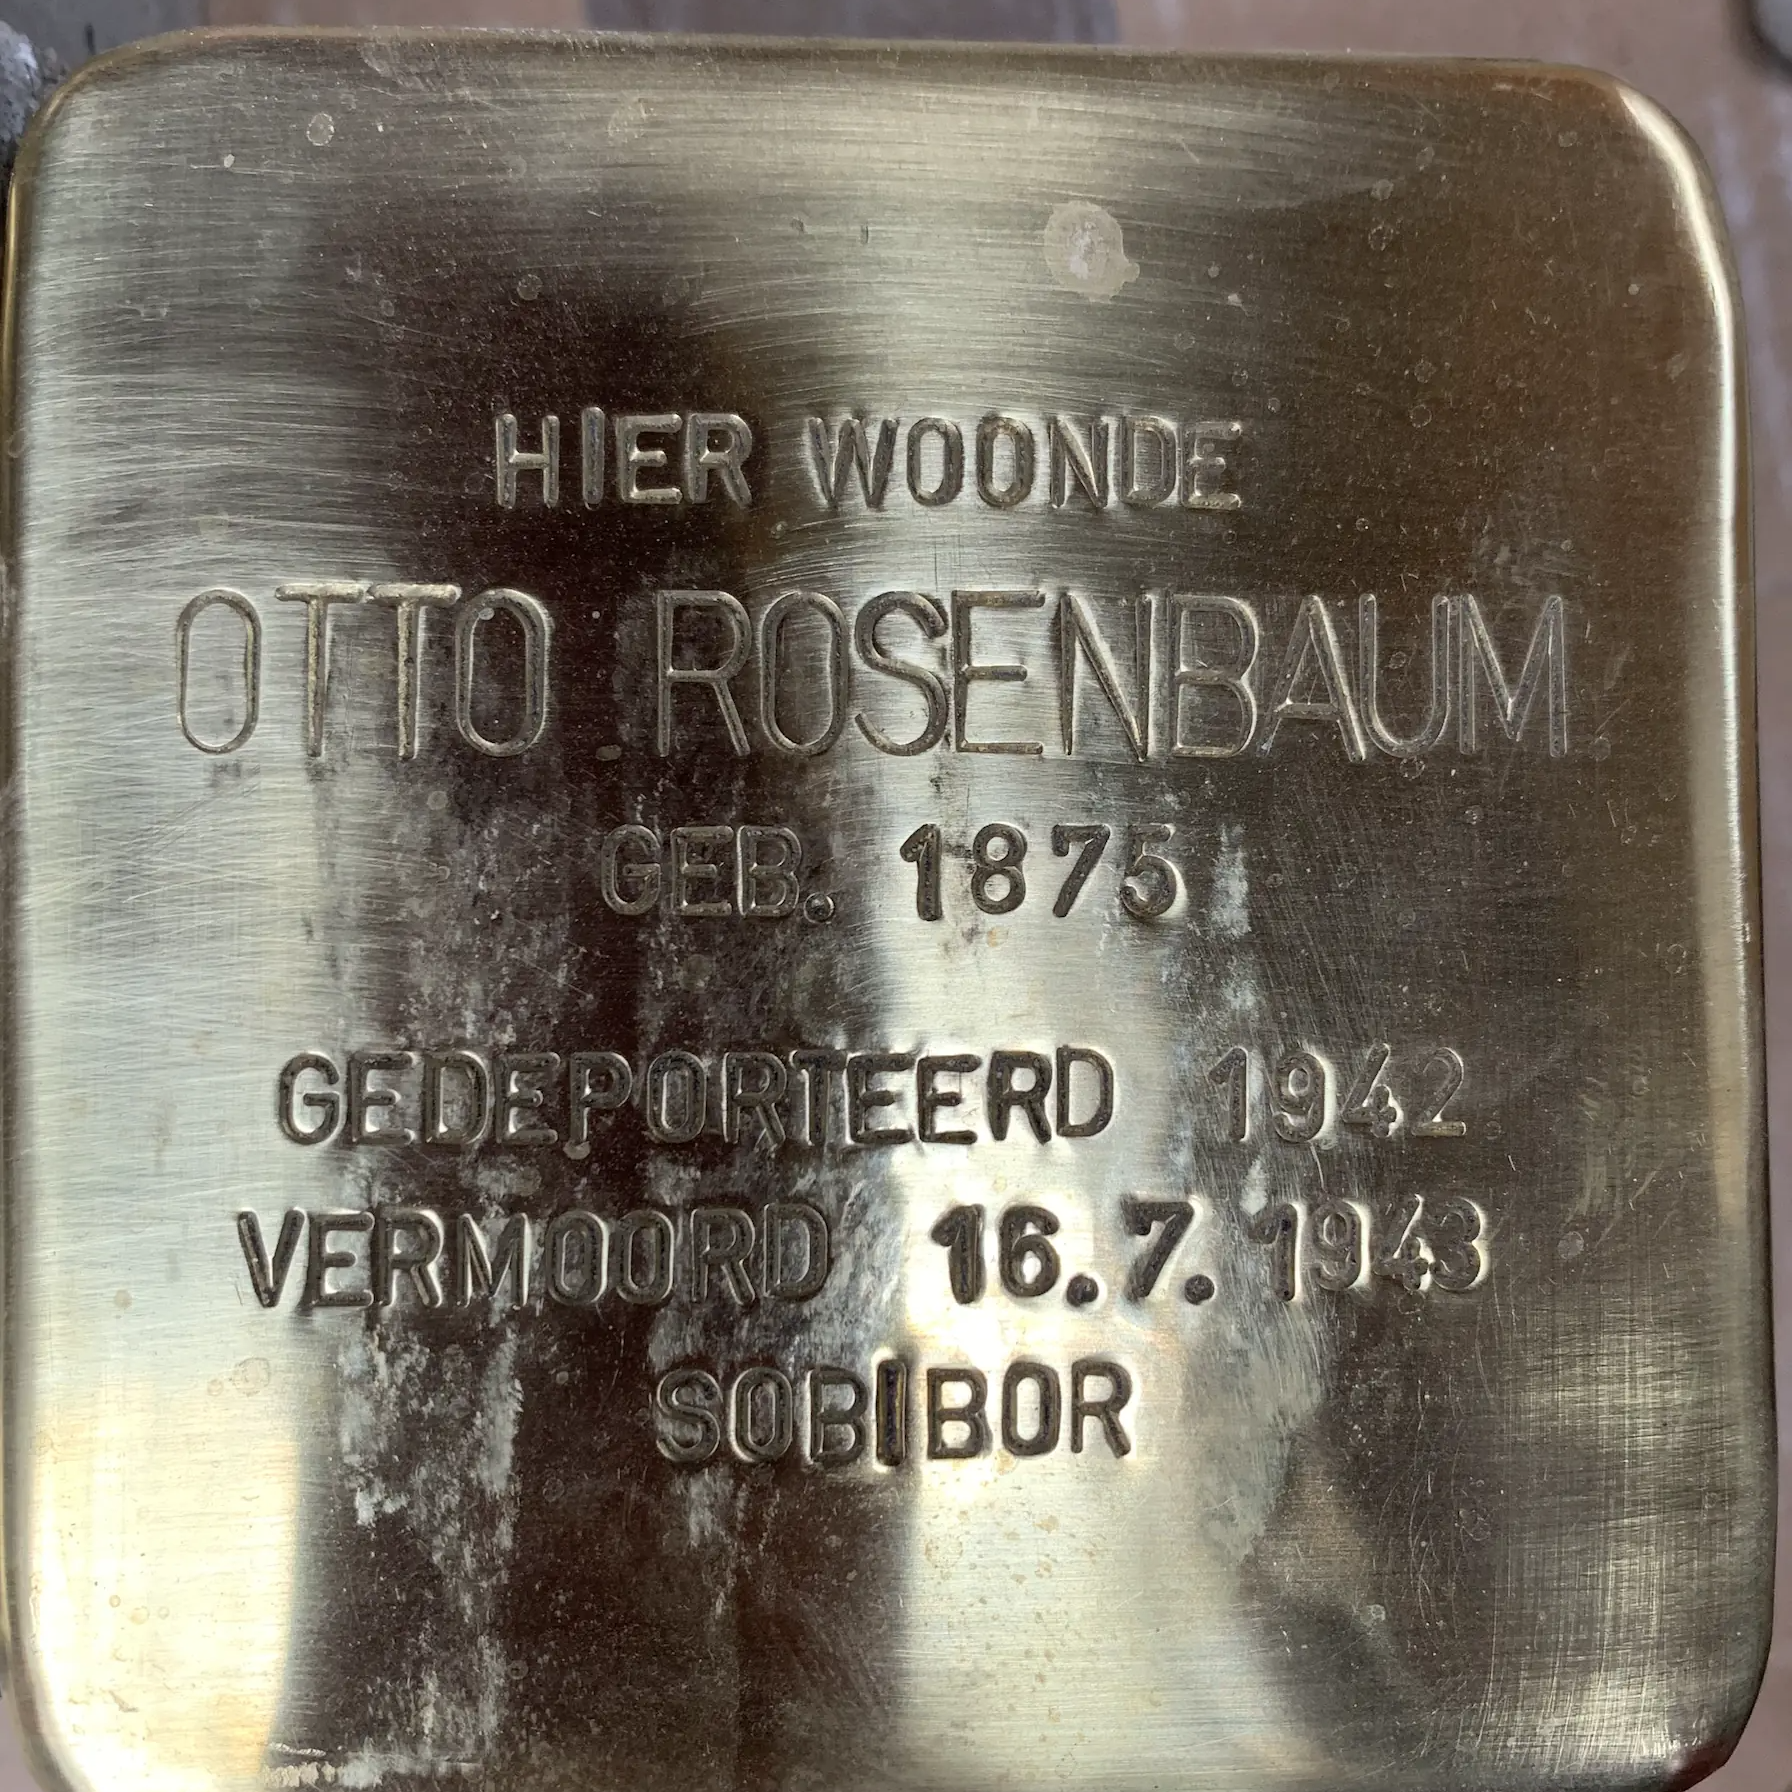 HIER WOONDE
OTTO ROSENBAUM
GEB. 1875
GEDEPORTEERD 1942
VERMOORD 16.7.1943
SOBIBOR